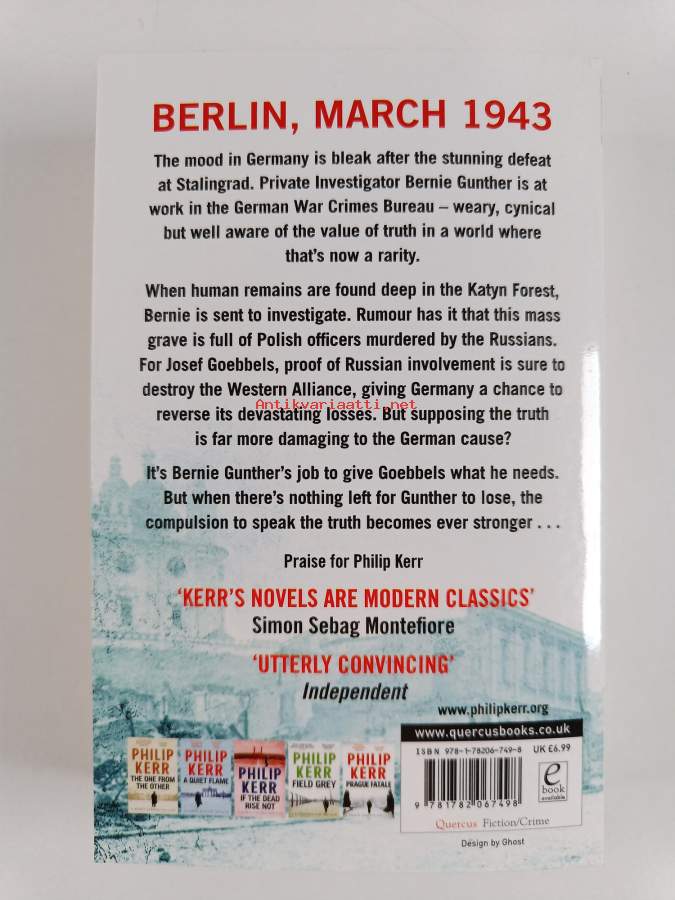 BERLIN, MARCH 1943
The mood in Germany is bleak after the stunning defeat
at Stalingrad. Private Investigator Bernie Gunther is at
work in the German War Crimes Bureau – weary, cynical
but well aware of the value of truth in a world where
that's now a rarity.
When human remains are found deep in the Katyn Forest,
Bernie is sent to investigate. Rumour has it that this mass
grave is full of Polish officers murdered by the Russians.
For Josef Goebbels, proof of Russian involvement is sure to
destroy the Western Alliance, giving Germany a chance to
Antikvariaatti.net
reverse its devastating losses. But supposing the truth
is far more damaging to the German cause?
It's Bernie Gunther's job to give Goebbels what he needs.
But when there's nothing left for Gunther to lose, the
compulsion to speak the truth becomes ever stronger . . .
Praise for Philip Kerr
'KERR'S NOVELS ARE MODERN CLASSICS'
Simon Sebag Montefiore
'UTTERLY CONVINCING'
Independent
www.philipkerr.org
www.quercusbooks.co.uk
ISBN 978-1-78206-749-8 UK £6.99
9 781782 067498
e
book
available
Quercus Fiction/Crime
Design by Ghost
PHILIP
KERR
THE ONE FROM
THE OTHER
PHILIP
KERR
A QUIET FLAME
PHILIP
KERR
IF THE DEAD
RISE NOT
PHILIP
KERR
FIELD GREY
PHILIP
KERR
PRAGUE FATALE